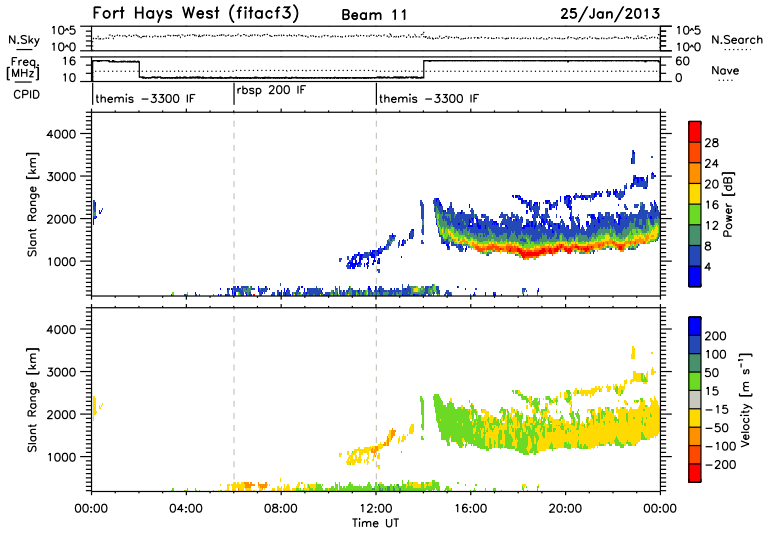 Fort Hays West (fitacf3) Beam 11 25/Jan/2013
N.Sky 10^5 10^0 10^5 10^0 N.Search
Freq. [MHz] 16 10 60 0 Nave
CPID themis -3300 IF rbsp 200 IF themis -3300 IF
Slant Range [km]
4000
3000
2000
1000
28
24
20
16
12
8
4
Power [dB]
Slant Range [km]
4000
3000
2000
1000
200
100
50
15
-15
-50
-100
-200
Velocity [m s^-1]
00:00 04:00 08:00 12:00 16:00 20:00 00:00
Time UT